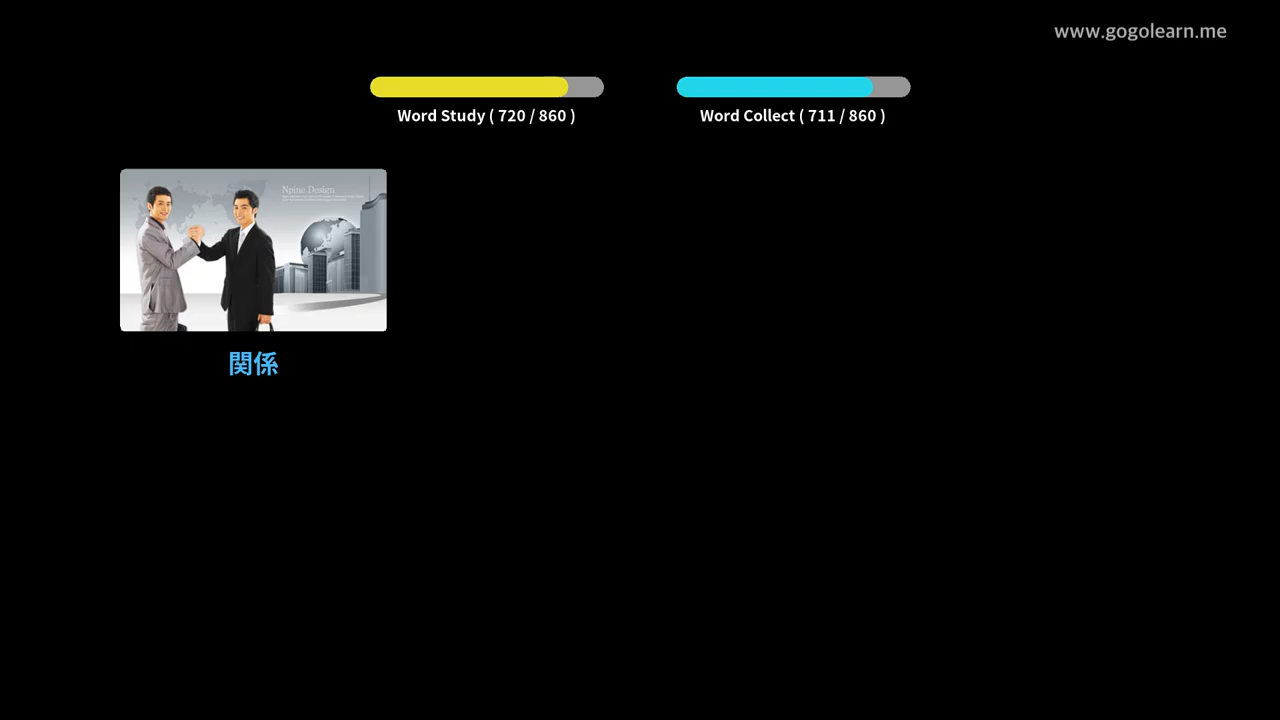 www.gogolearn.me
Word Study ( 720 / 860 )
Word Collect ( 711 / 860 )
Npine Design
関係